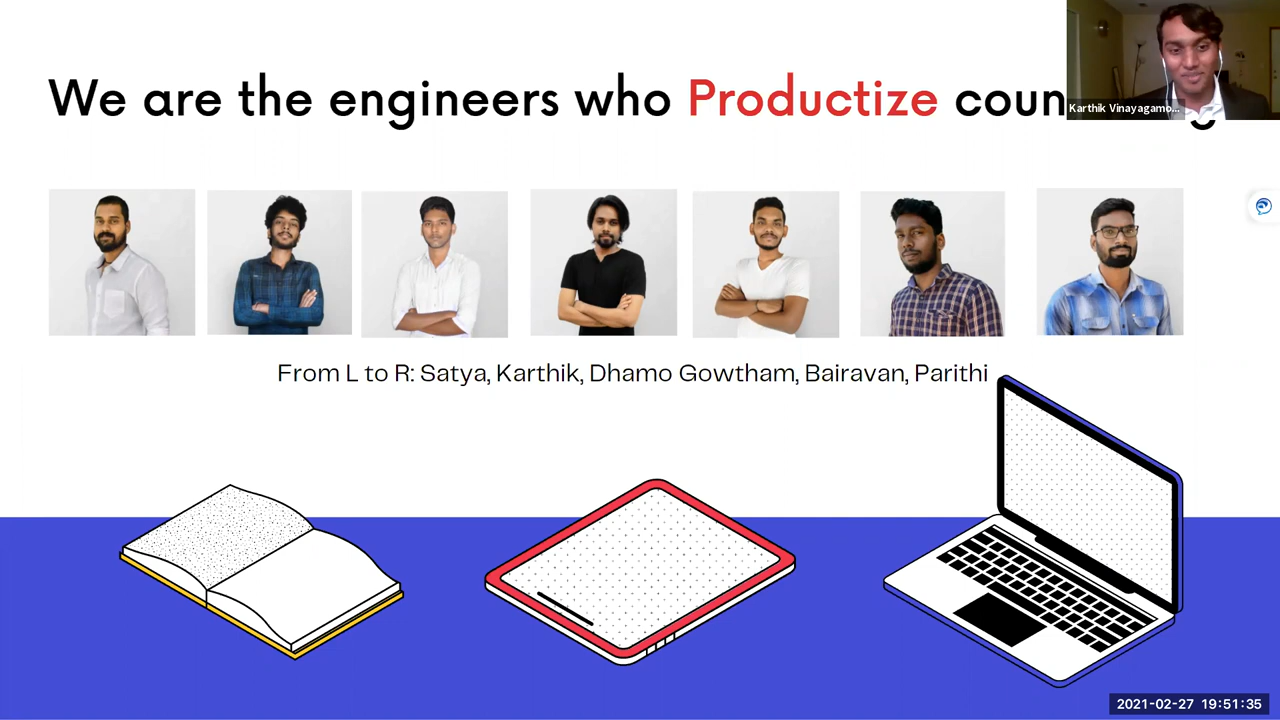 We are the engineers who Productize coun
Karthik Vinayagamo...
From L to R: Satya, Karthik, Dhamo Gowtham, Bairavan, Parithi
2021-02-27 19:51:35